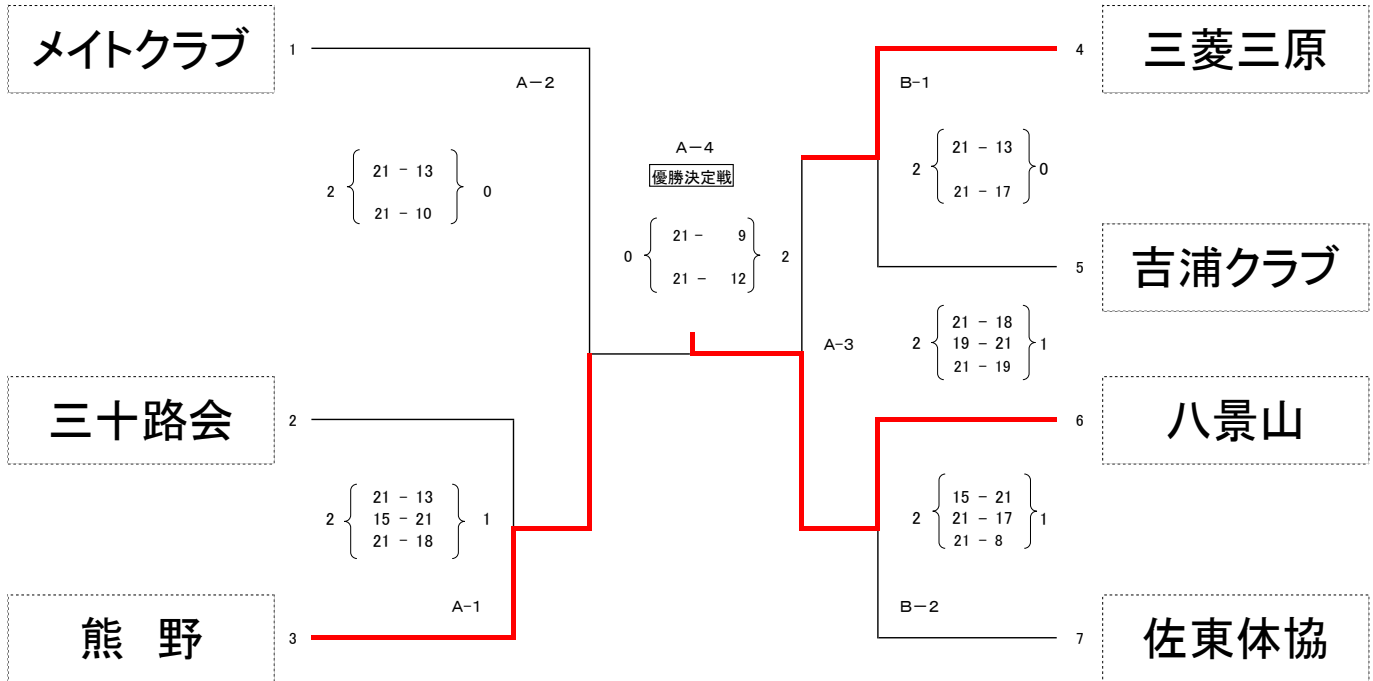 メイトクラブ
1
A－2
2
21 － 13
21 － 10
0
三十路会
2
2
21 － 13
15 － 21
21 － 18
1
A-1
熊 野
3
A－4
優勝決定戦
0
21 － 9
21 － 12
2
4
三菱三原
B-1
2
21 － 13
21 － 17
0
5
吉浦クラブ
A-3
2
21 － 18
19 － 21
21 － 19
1
6
八景山
2
15 － 21
21 － 17
21 － 8
1
B－2
7
佐東体協